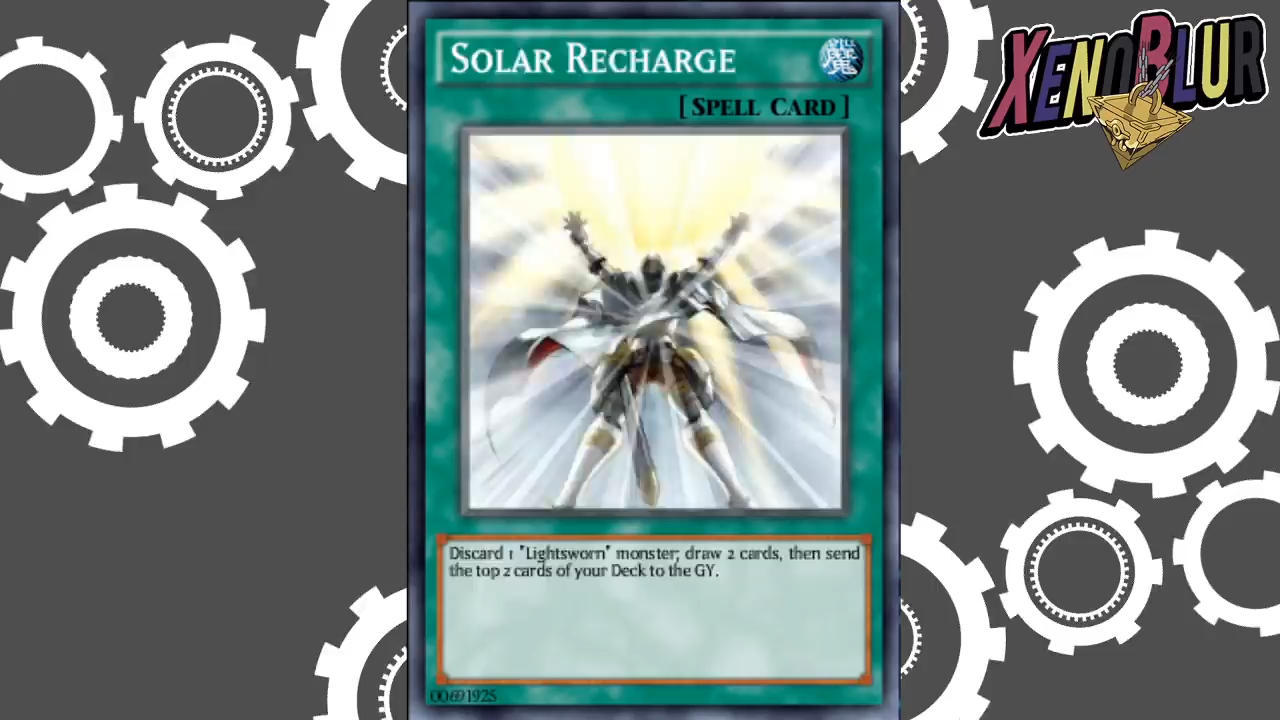 SOLAR RECHARGE
XENOBLUR
[ SPELL CARD ]
Discard 1 "Lightsworn" monster; draw 2 cards, then send
the top 2 cards of your Deck to the GY.
00691925